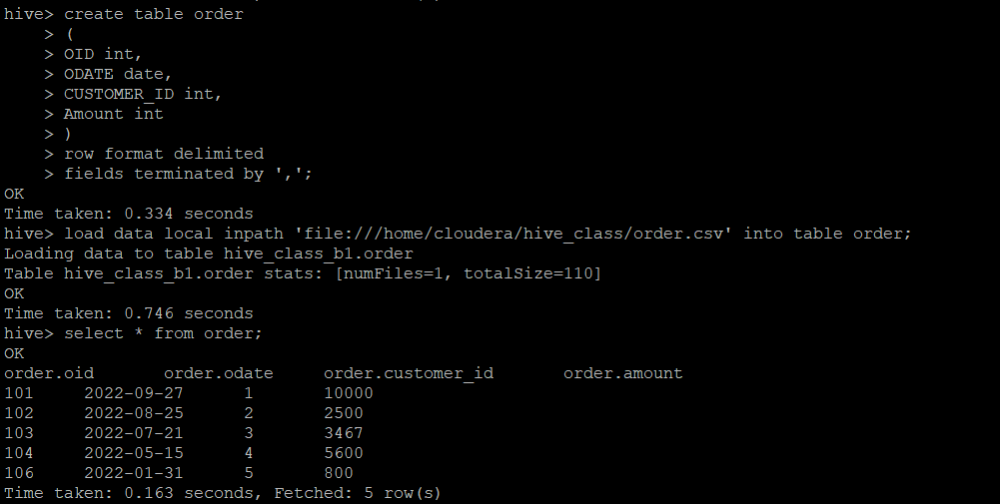 hive> create table order
    > (
    > OID int,
    > ODATE date,
    > CUSTOMER_ID int,
    > Amount int
    > )
    > row format delimited
    > fields terminated by ',';
OK
Time taken: 0.334 seconds
hive> load data local inpath 'file:///home/cloudera/hive_class/order.csv' into table order;
Loading data to table hive_class_b1.order
Table hive_class_b1.order stats: [numFiles=1, totalSize=110]
OK
Time taken: 0.746 seconds
hive> select * from order;
OK
order.oid       order.odate     order.customer_id       order.amount
101     2022-09-27      1       10000
102     2022-08-25      2       2500
103     2022-07-21      3       3467
104     2022-05-15      4       5600
106     2022-01-31      5       800
Time taken: 0.163 seconds, Fetched: 5 row(s)